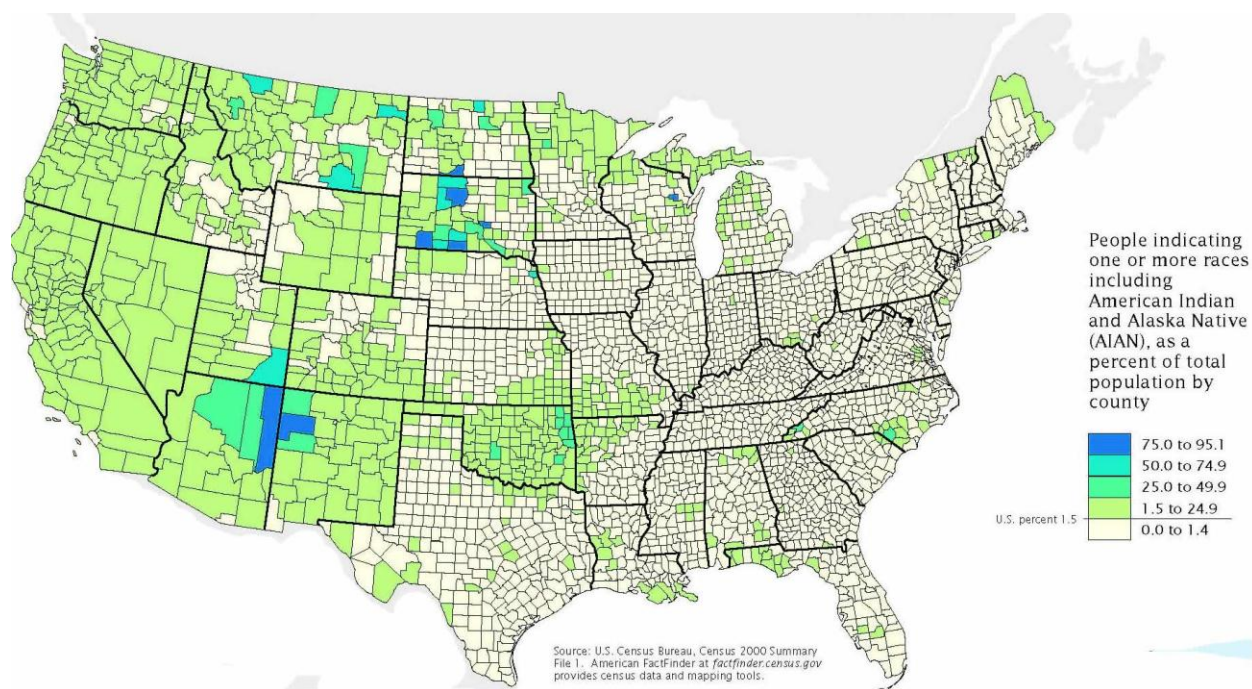 People indicating
one or more races
including
American Indian
and Alaska Native
(AIAN), as a
percent of total
population by
county
75.0 to 95.1
50.0 to 74.9
25.0 to 49.9
1.5 to 24.9
U.S. percent 1.5
0.0 to 1.4
Source: U.S. Census Bureau, Census 2000 Summary
File 1. American FactFinder at factfinder.census.gov
provides census data and mapping tools.